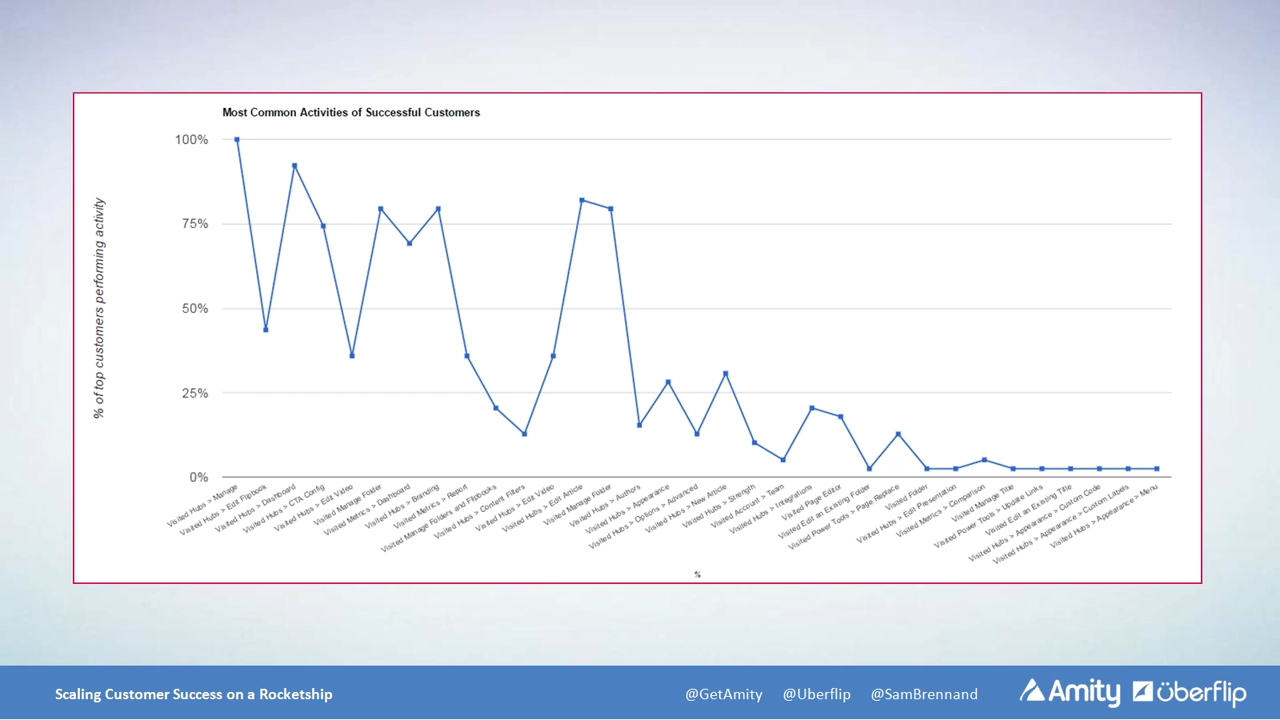 Most Common Activities of Successful Customers
% of top customers performing activity
100%
75%
50%
25%
0%
Visited Hubs > Manage
Visited Hubs > Edit Flipbook
Visited Hubs > Dashboard
Visited Hubs > CTA Config
Visited Hubs > Edit Video
Visited Manage Folder
Visited Metrics > Dashboard
Visited Hubs > Branding
Visited Metrics > Report
Visited Manage Folders and Flipbooks
Visited Hubs > Content Filters
Visited Hubs > Edit Video
Visited Hubs > Edit Article
Visited Manage Folder
Visited Hubs > Authors
Visited Hubs > Appearance
Visited Hubs > Options > Advanced
Visited Hubs > New Article
Visited Hubs > Strength
Visited Account > Team
Visited Hubs > Integrations
Visited Page Editor
Visited Edit an Existing Folder
Visited Power Tools > Page Replace
Visited Folder
Visited Hubs > Edit Presentation
Visited Metrics > Comparison
Visited Manage Title
Visited Power Tools > Update Links
Visited Edit an Existing Title
Visited Hubs > Appearance > Custom Code
Visited Hubs > Appearance > Custom Labels
Visited Hubs > Appearance > Menu
%
Scaling Customer Success on a Rocketship
@GetAmity @Uberflip @SamBrennand
Amity überflip